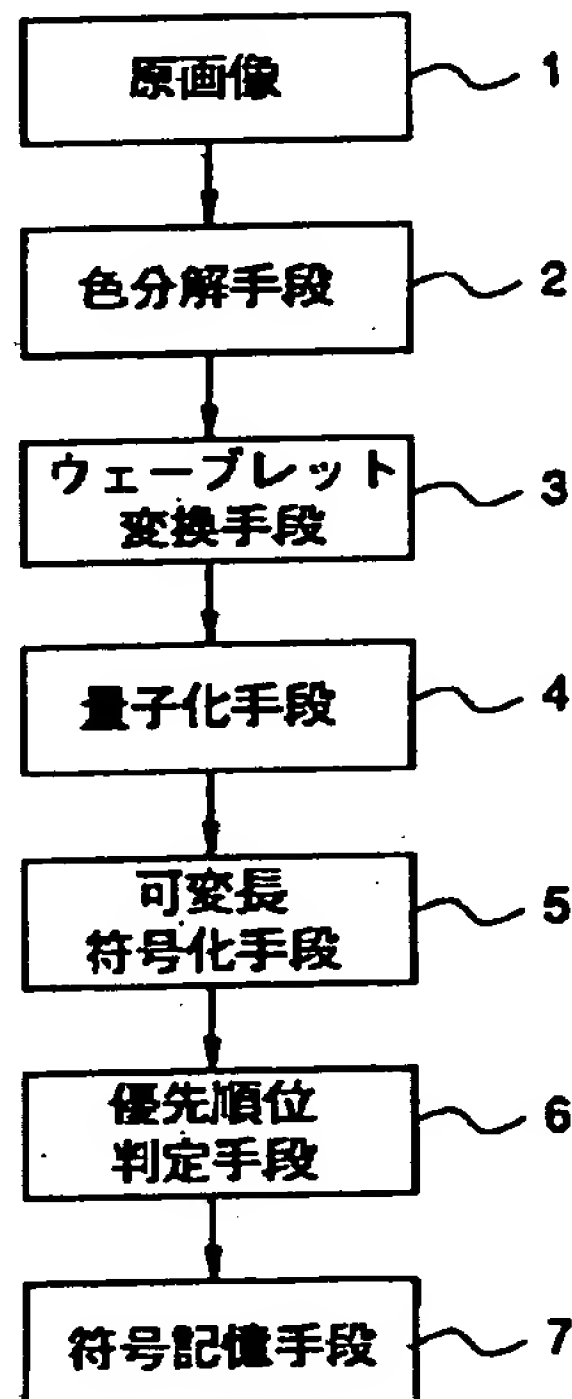 原画像
1
色分解手段
2
ウェーブレット
変換手段
3
量子化手段
4
可変長
符号化手段
5
優先順位
判定手段
6
符号記憶手段
7